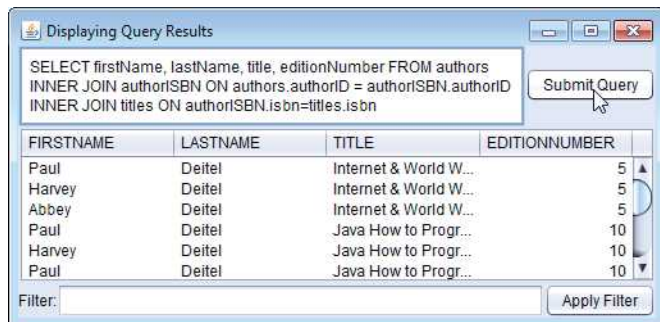 Displaying Query Results
SELECT firstName, lastName, title, editionNumber FROM authors
INNER JOIN authorISBN ON authors.authorID = authorISBN.authorID
INNER JOIN titles ON authorISBN.isbn=titles.isbn
Submit Query
FIRSTNAME LASTNAME TITLE EDITIONNUMBER
Paul Deitel Internet & World W... 5
Harvey Deitel Internet & World W... 5
Abbey Deitel Internet & World W... 5
Paul Deitel Java How to Progr... 10
Harvey Deitel Java How to Progr... 10
Paul Deitel Java How to Progr... 10
Filter: Apply Filter